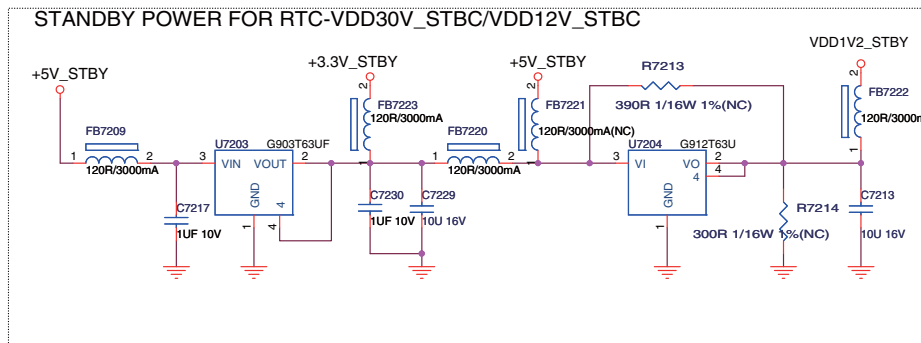 STANDBY POWER FOR RTC-VDD30V_STBC/VDD12V_STBC
+5V_STBY
+3.3V_STBY
+5V_STBY
VDD1V2_STBY
R7213
390R 1/16W 1%(NC)
2
FB7223
120R/3000mA
1
2
FB7221
120R/3000mA(NC)
1
2
FB7222
120R/3000m
1
FB7209
1 2
120R/3000mA
U7203 G903T63UF
3 VIN VOUT 2
GND 4
1 4
FB7220
1 2
120R/3000mA
U7204 G912T63U
3 VI VO 2
4 4
GND
1
C7217
1UF 10V
C7230
1UF 10V
C7229
10U 16V
R7214
300R 1/16W 1%(NC)
C7213
10U 16V